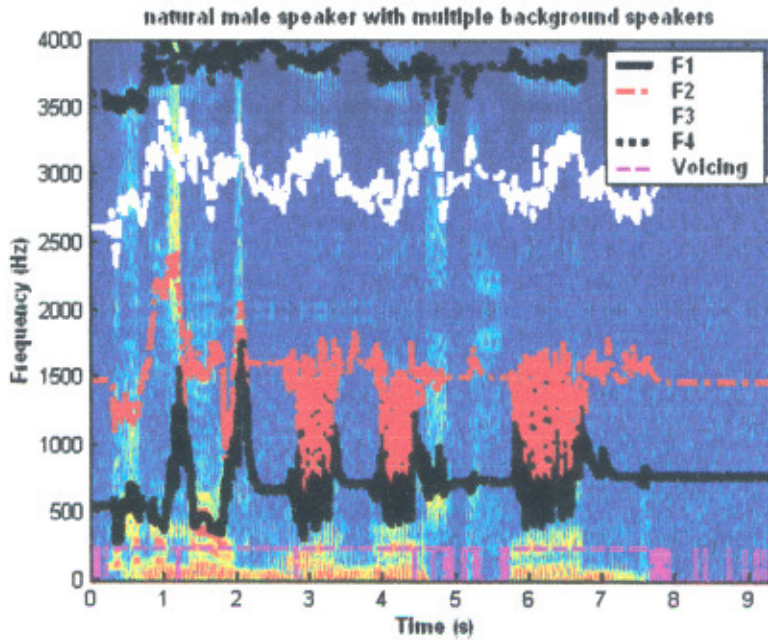 natural male speaker with multiple background speakers
4000
3500
3000
2500
2000
1500
1000
500
0
Frequency (Hz)
F1
F2
F3
F4
Voicing
0 1 2 3 4 5 6 7 8 9
Time (s)